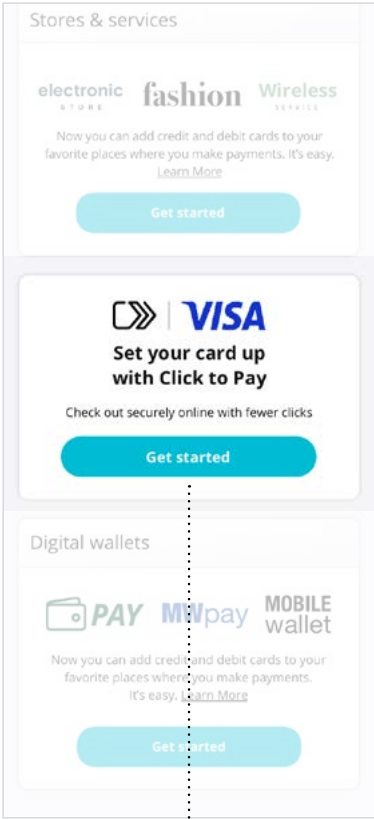 Stores & services
electronic fashion Wireless
STORE SERVICE
Now you can add credit and debit cards to your
favorite places where you make payments. It's easy.
Learn More
Get started
VISA
Set your card up
with Click to Pay
Check out securely online with fewer clicks
Get started
Digital wallets
PAY MWpay MOBILE
wallet
Now you can add credit and debit cards to your
favorite places where you make payments.
It's easy. Learn More
Get started